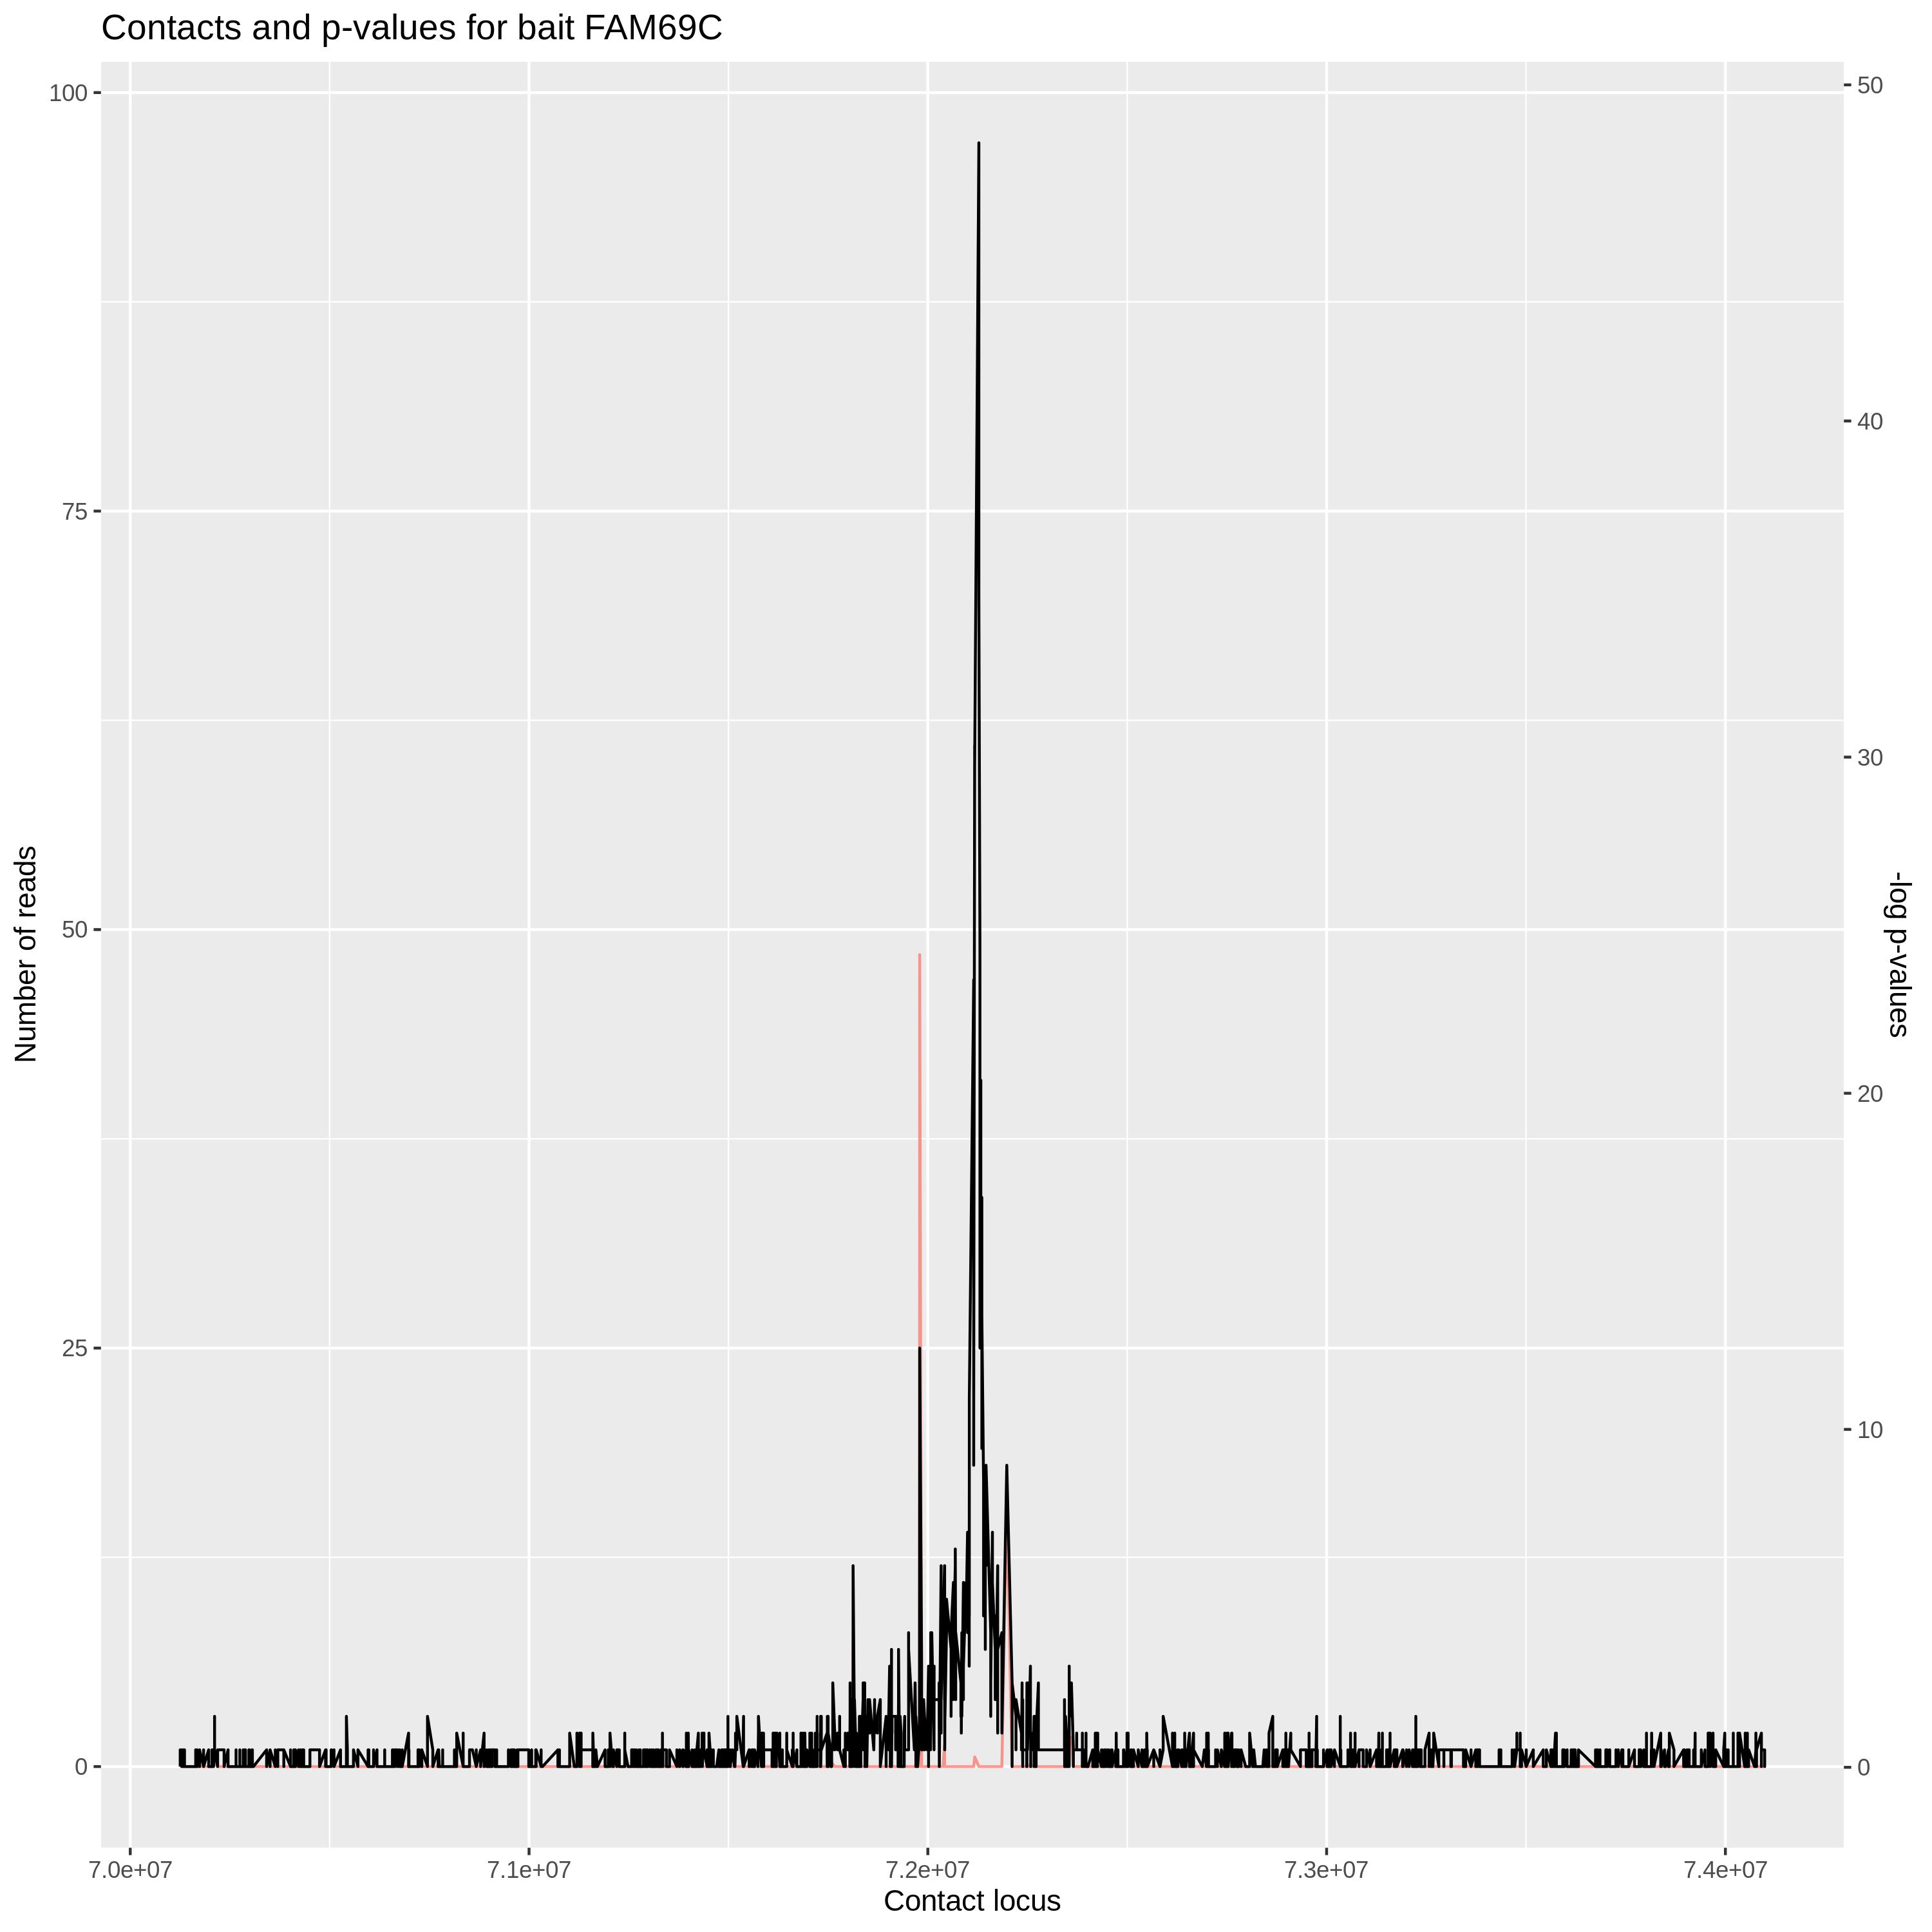 Contacts and p-values for bait FAM69C
100
75
50
25
0
Number of reads
50
40
30
20
10
0
-log p-values
7.0e+07 7.1e+07 7.2e+07 7.3e+07 7.4e+07
Contact locus